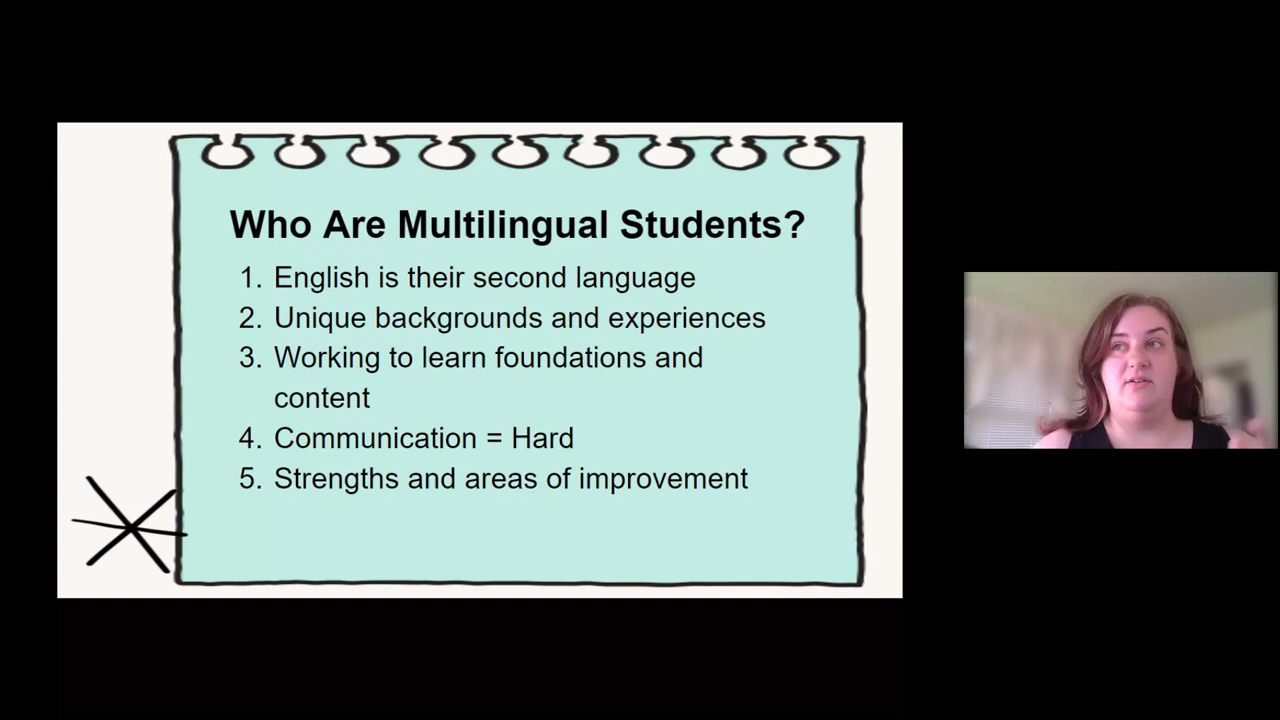 Who Are Multilingual Students?
1. English is their second language
2. Unique backgrounds and experiences
3. Working to learn foundations and
content
4. Communication = Hard
5. Strengths and areas of improvement